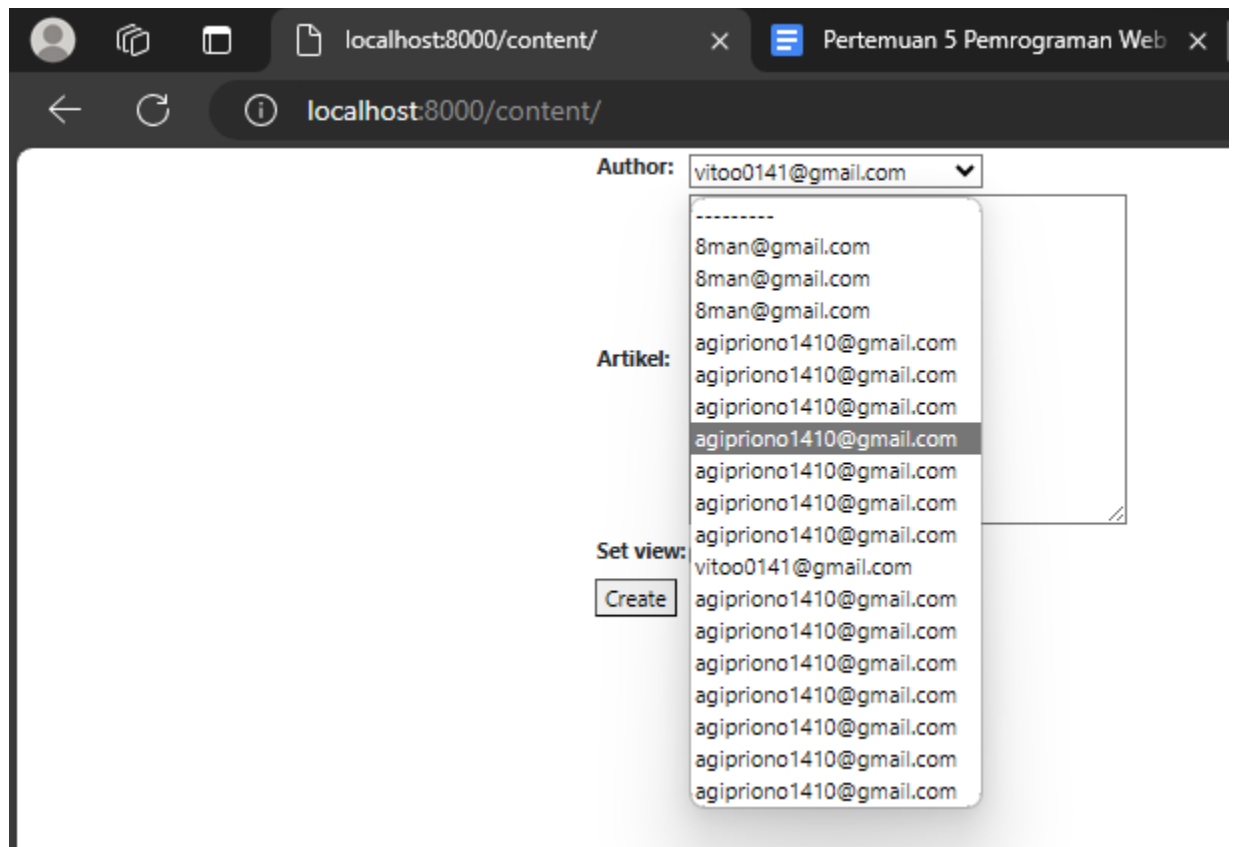 localhost:8000/content/
Pertemuan 5 Pemrograman Web
localhost:8000/content/
Author:
vitoo0141@gmail.com
---------
8man@gmail.com
8man@gmail.com
8man@gmail.com
agipriono1410@gmail.com
agipriono1410@gmail.com
agipriono1410@gmail.com
agipriono1410@gmail.com
agipriono1410@gmail.com
agipriono1410@gmail.com
agipriono1410@gmail.com
vitoo0141@gmail.com
agipriono1410@gmail.com
agipriono1410@gmail.com
agipriono1410@gmail.com
agipriono1410@gmail.com
agipriono1410@gmail.com
agipriono1410@gmail.com
agipriono1410@gmail.com
Artikel:
Set view:
Create